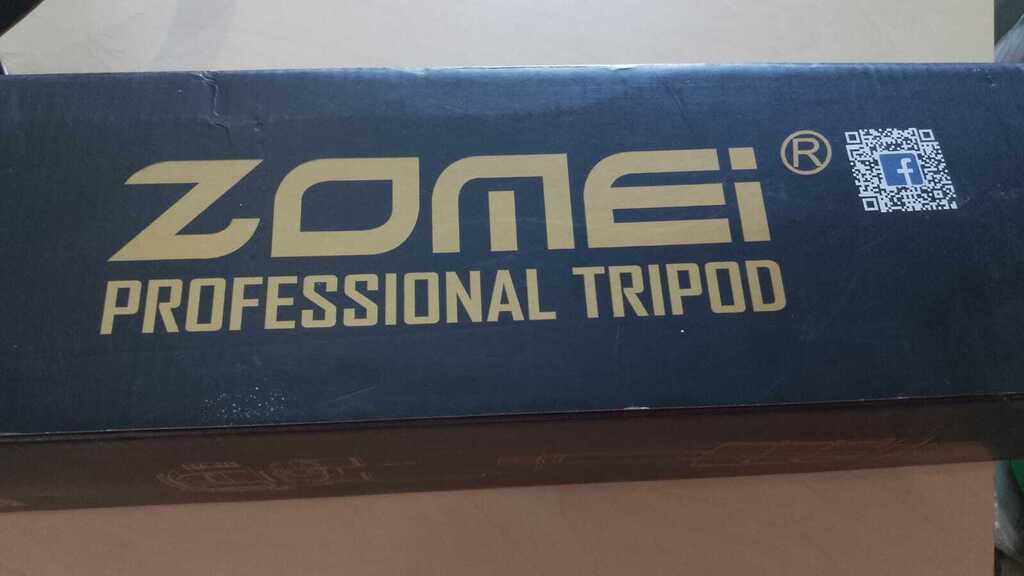 ZOMEi®
PROFESSIONAL TRIPOD
f